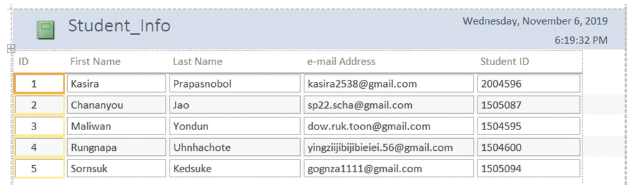 Student_Info
Wednesday, November 6, 2019
6:19:32 PM
ID First Name Last Name e-mail Address Student ID
1 Kasira Prapasnobol kasira2538@gmail.com 2004596
2 Chananyou Jao sp22.scha@gmail.com 1505087
3 Maliwan Yondun dow.ruk.toon@gmail.com 1504595
4 Rungnapa Uhnhachote yingziijibijibieiei.56@gmail.com 1504600
5 Sornsuk Kedsuke gognza1111@gmail.com 1505094